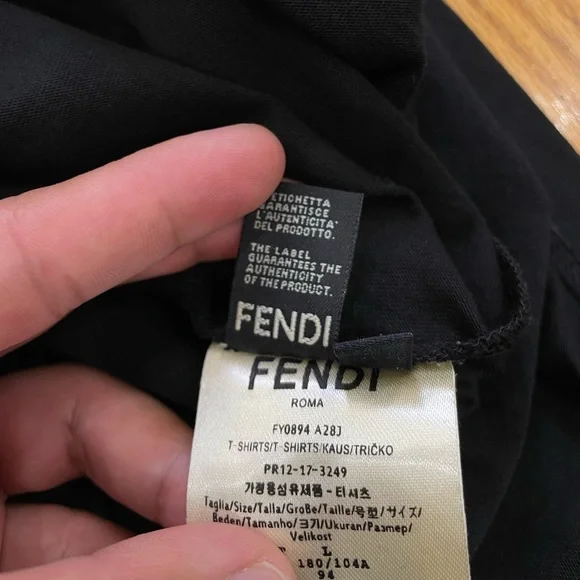 ETICHETTA
GARANTISCE
L'AUTENTICITA'
DEL PRODOTTO.
THE LABEL
GUARANTEES THE
AUTHENTICITY
OF THE PRODUCT.
FENDI
FENDI
ROMA
FY0894 A28J
T-SHIRTS/T-SHIRTS/KAUS/TRIČKO
PR12-17-3249
가정용섬유제품 - 티셔츠
Taglia/Size/Talla/Größe/Taille/号型/サイズ/
Beden/Tamanho/크기/Ukuran/Размер/
Velikost
L
180/104A
94